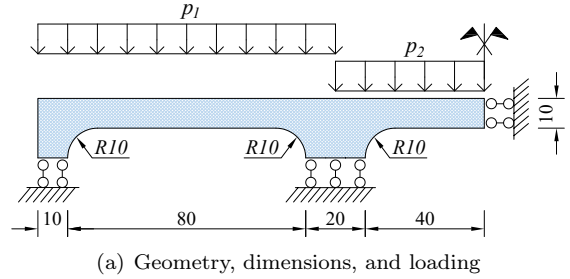 p1
p2
R10 R10 R10
10
10 80 20 40
(a) Geometry, dimensions, and loading